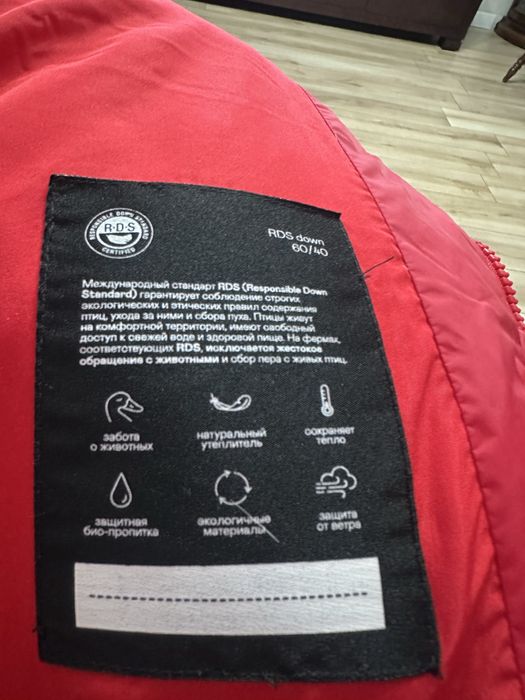 RESPONSIBLE DOWN STANDARD
R·D·S
CERTIFIED
RDS down
60/40
Международный стандарт RDS (Responsible Down
Standard) гарантирует соблюдение строгих
экологических и этических правил содержания
птиц, ухода за ними и сбора пуха. Птицы живут
на комфортной территории, имеют свободный
доступ к свежей воде и здоровой пище. На фермах,
соответствующих RDS, исключается жестокое
обращение с животными и сбор пера с живых птиц.
забота
о животных
натуральный
утеплитель
сохраняет
тепло
защитная
био-пропитка
экологичные
материалы
защита
от ветра